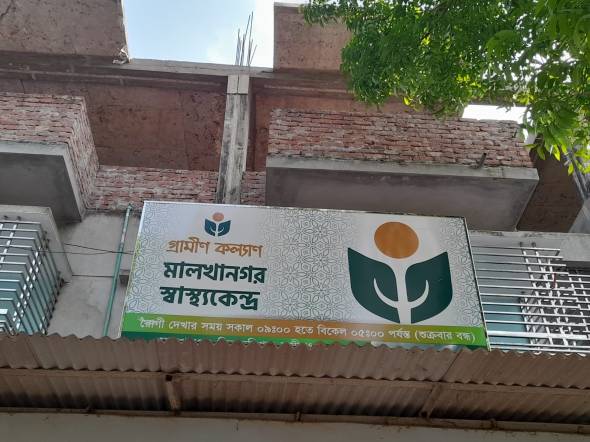 গ্রামীণ কল্যাণ
মালখানগর
স্বাস্থ্যকেন্দ্র
রোগী দেখার সময় সকাল ০৯ঃ০০ হতে বিকেল ০৫ঃ০০ পর্যন্ত (শুক্রবার বন্ধ)